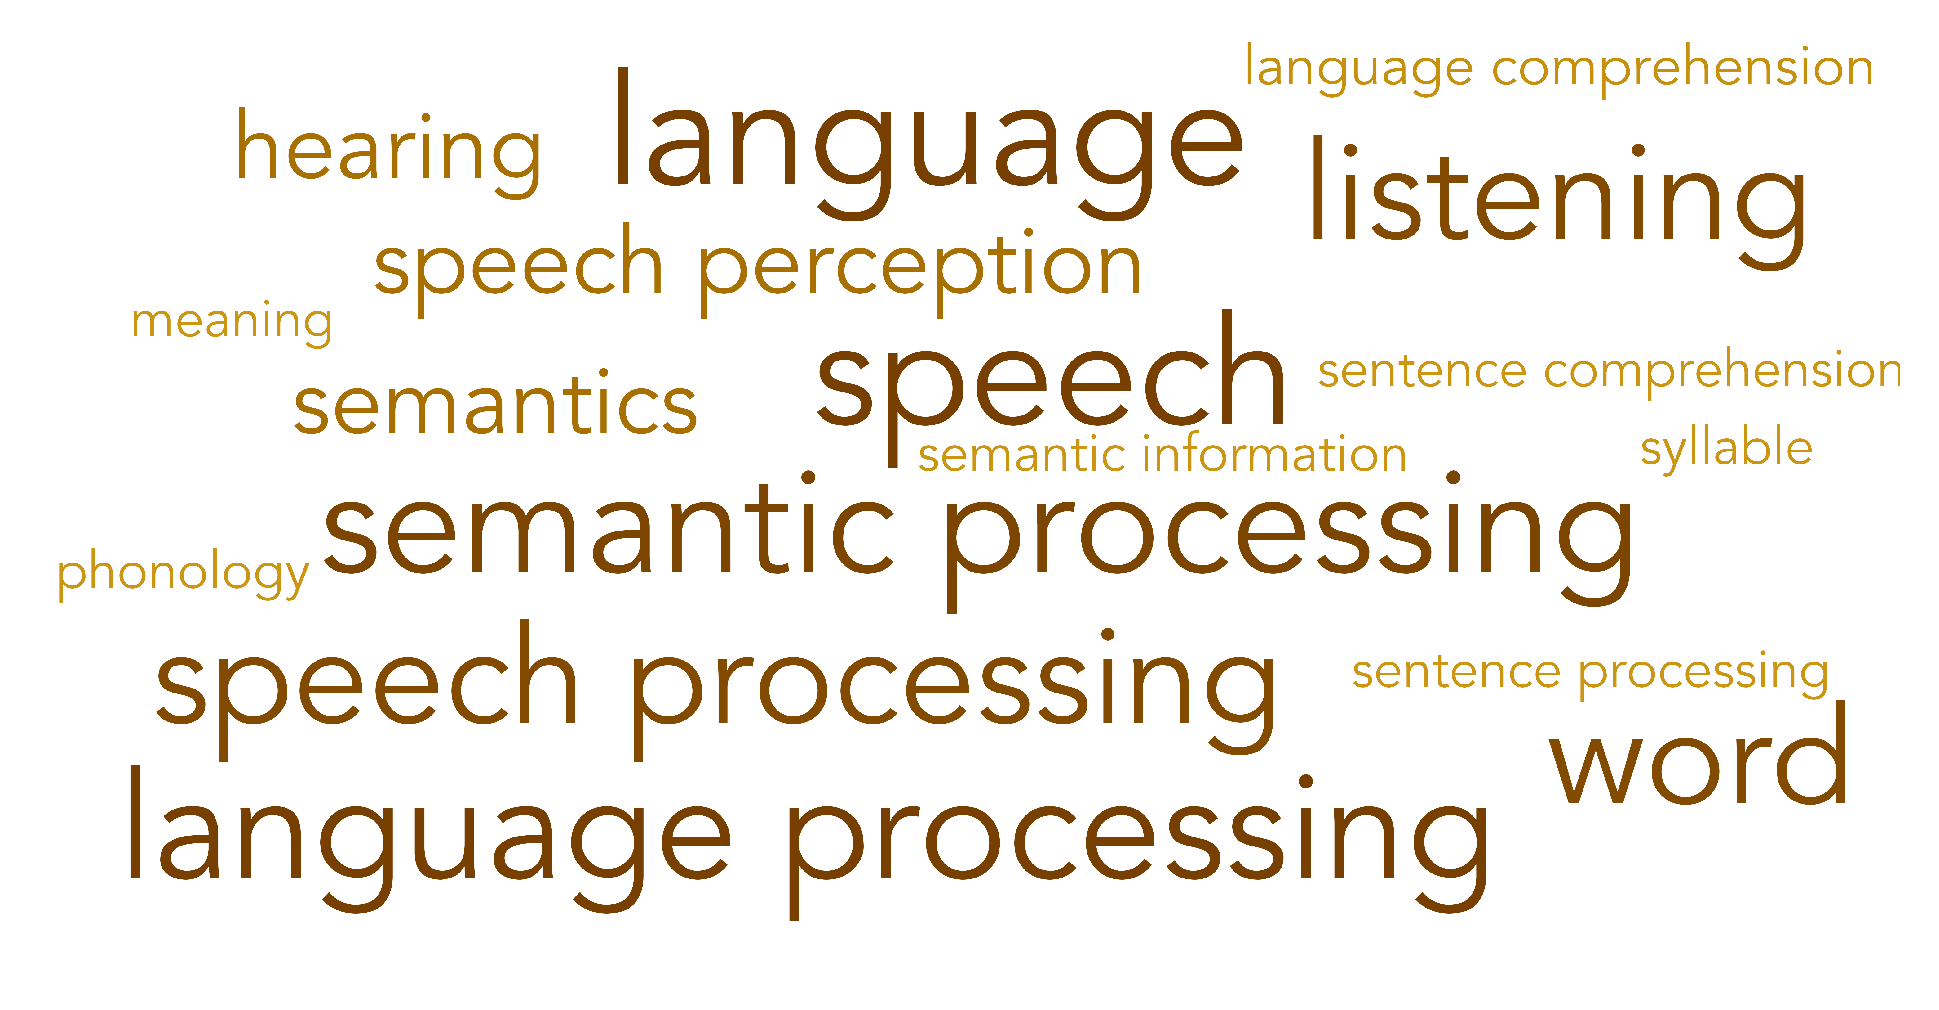 language comprehension
hearing
language
listening
speech perception
meaning
speech
sentence comprehension
semantics
semantic information
syllable
semantic processing
phonology
speech processing
sentence processing
word
language processing